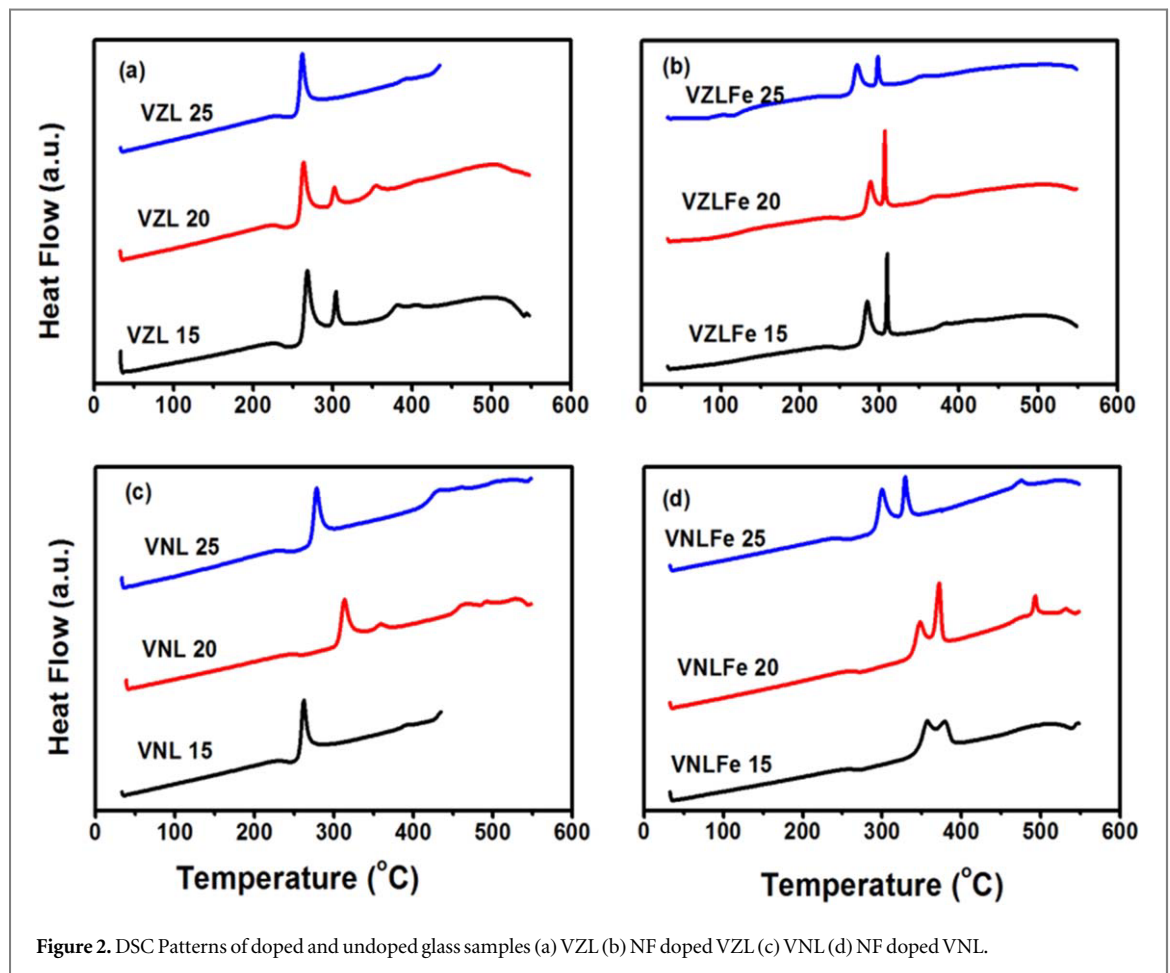 (a)
VZL 25
VZL 20
VZL 15
0 100 200 300 400 500 600
Heat Flow (a.u.)
(b)
VZLFe 25
VZLFe 20
VZLFe 15
0 100 200 300 400 500 600
(c)
VNL 25
VNL 20
VNL 15
0 100 200 300 400 500 600
Heat Flow (a.u.)
Temperature (°C)
(d)
VNLFe 25
VNLFe 20
VNLFe 15
0 100 200 300 400 500 600
Temperature (°C)
Figure 2. DSC Patterns of doped and undoped glass samples (a) VZL (b) NF doped VZL (c) VNL (d) NF doped VNL.